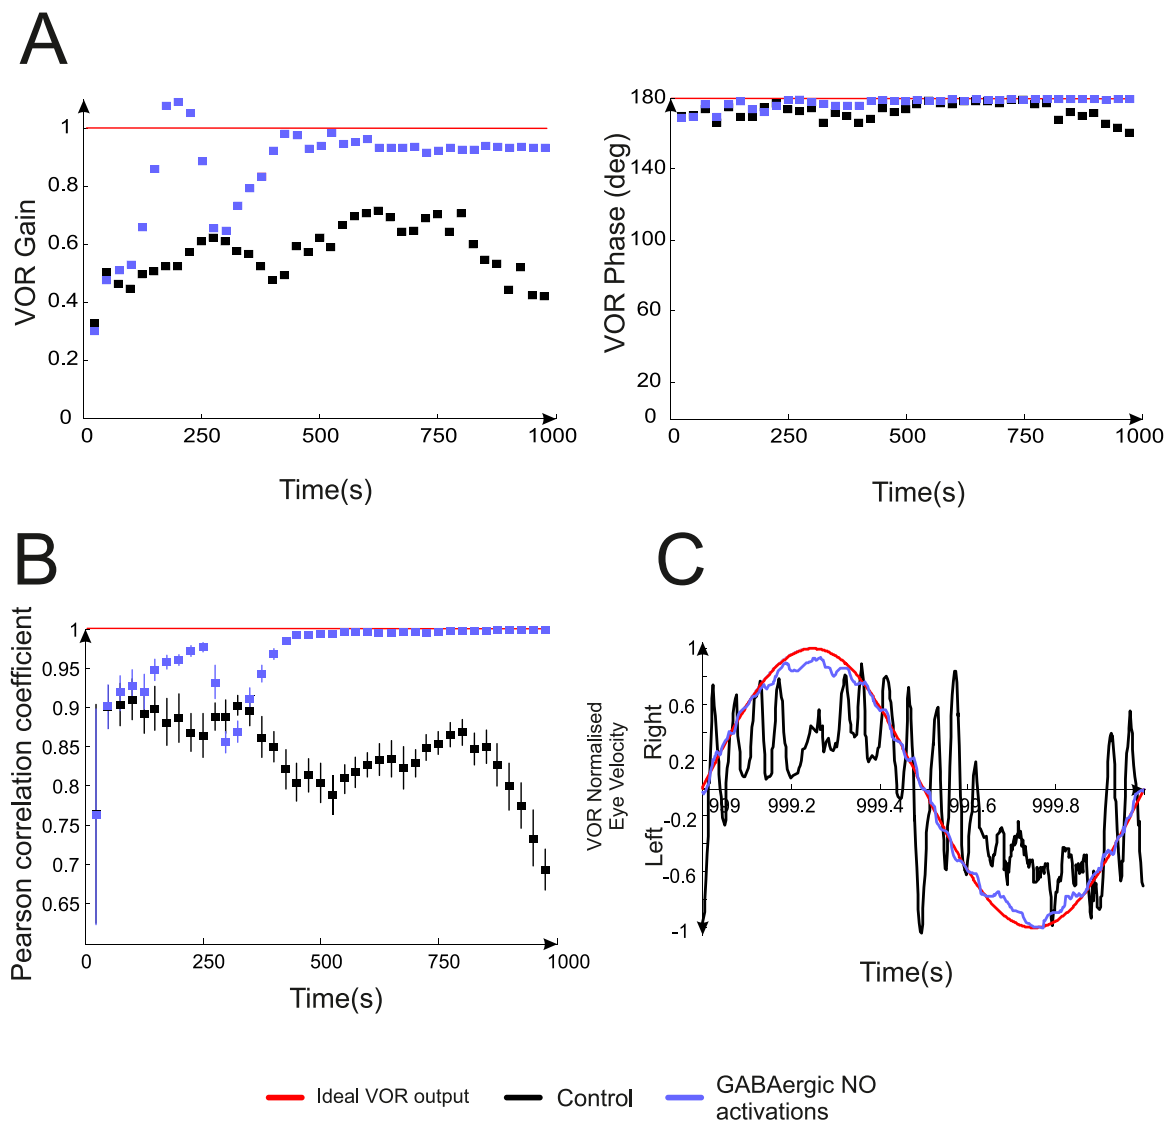 A
VOR Gain
1
0.8
0.6
0.4
0.2
0
0
250
500
750
1000
Time(s)
VOR Phase (deg)
180
140
100
60
20
0
0
250
500
750
1000
Time(s)
B
Pearson correlation coefficient
1
0.95
0.9
0.85
0.8
0.75
0.7
0.65
0
250
500
750
1000
Time(s)
C
VOR Normalised
Eye Velocity
Left
Right
1
0.6
0.2
-0.2
-0.6
-1
999
999.2
999.4
999.6
999.8
Time(s)
Ideal VOR output
Control
GABAergic NO
activations